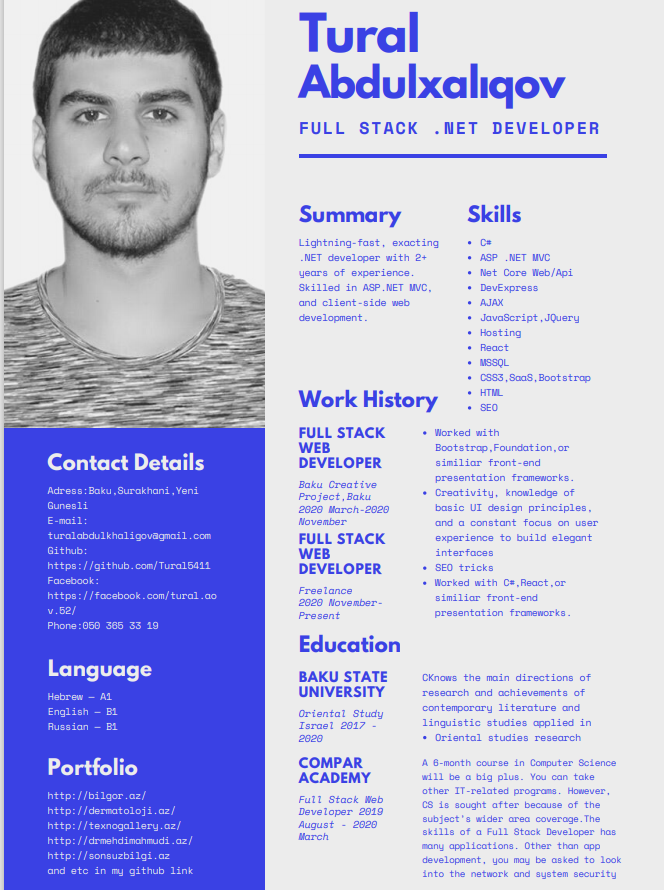 Tural
Abdulxalıqov
FULL STACK .NET DEVELOPER
Summary
Lightning-fast, exacting
.NET developer with 2+
years of experience.
Skilled in ASP.NET MVC,
and client-side web
development.
Skills
• C#
• ASP .NET MVC
• Net Core Web/Api
• DevExpress
• AJAX
• JavaScript,JQuery
• Hosting
• React
• MSSQL
• CSS3,SaaS,Bootstrap
• HTML
• SEO
Work History
FULL STACK
WEB
DEVELOPER
Baku Creative
Project,Baku
2020 March-2020
November
FULL STACK
WEB
DEVELOPER
Freelance
2020 November-
Present
• Worked with
Bootstrap,Foundation,or
similiar front-end
presentation frameworks.
• Creativity, knowledge of
basic UI design principles,
and a constant focus on user
experience to build elegant
interfaces
• SEO tricks
• Worked with C#,React,or
similiar front-end
presentation frameworks.
Education
BAKU STATE
UNIVERSITY
Oriental Study
Israel 2017 -
2020
CKnows the main directions of
research and achievements of
contemporary literature and
linguistic studies applied in
• Oriental studies research
COMPAR
ACADEMY
Full Stack Web
Developer 2019
August - 2020
March
A 6-month course in Computer Science
will be a big plus. You can take
other IT-related programs. However,
CS is sought after because of the
subject's wider area coverage.The
skills of a Full Stack Developer has
many applications. Other than app
development, you may be asked to look
into the network and system security
Contact Details
Adress:Baku,Surakhani,Yeni
Gunesli
E-mail:
turalabdulkhaligov@gmail.com
Github:
https://github.com/Tural5411
Facebook:
https://facebook.com/tural.ao
v.52/
Phone:050 365 33 19
Language
Hebrew – A1
English – B1
Russian – B1
Portfolio
http://bilgor.az/
http://dermatoloji.az/
http://texnogallery.az/
http://drmehdimahmudi.az/
http://sonsuzbilgi.az
and etc in my github link